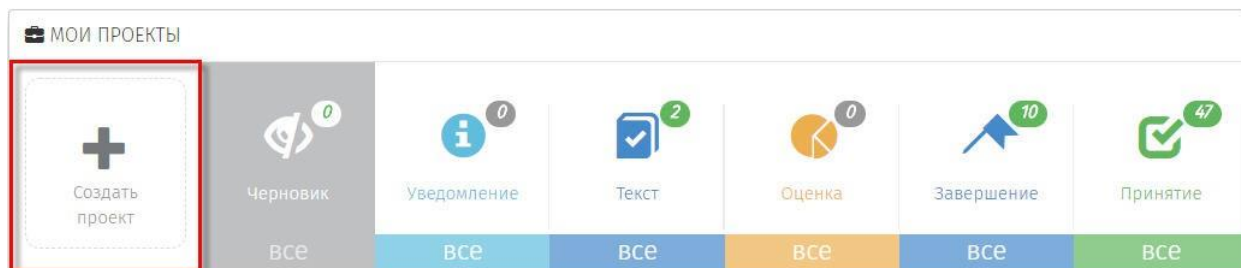 МОИ ПРОЕКТЫ
0 0 2 0 10 47
Создать проект
Черновик Уведомление Текст Оценка Завершение Принятие
все все все все все все